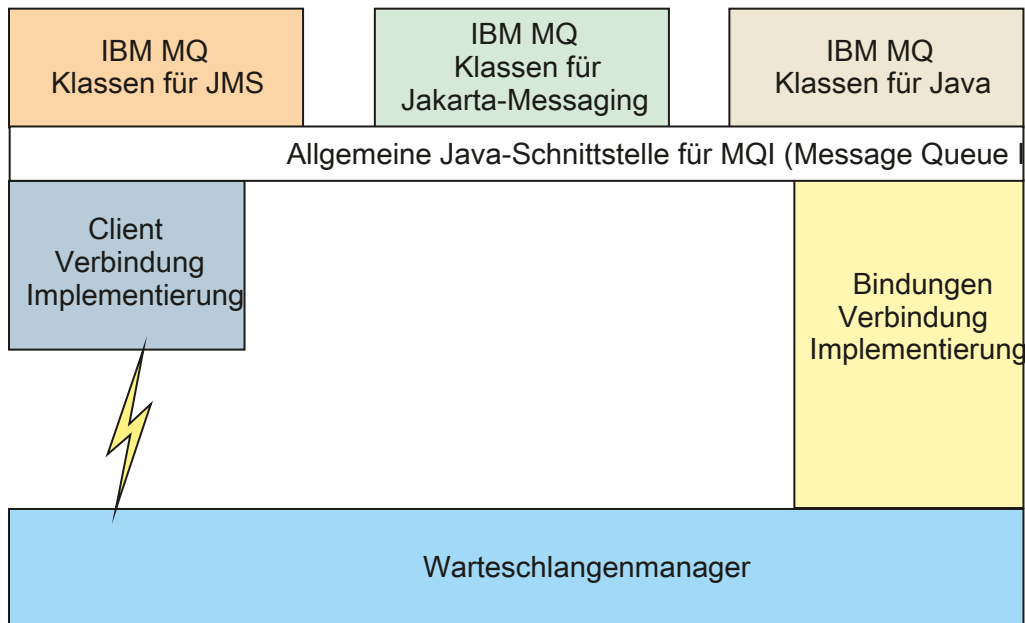 IBM MQ
Klassen für JMS
IBM MQ
Klassen für
Jakarta-Messaging
IBM MQ
Klassen für Java
Allgemeine Java-Schnittstelle für MQI (Message Queue I
Client
Verbindung
Implementierung
Bindungen
Verbindung
Implementierung
Warteschlangenmanager